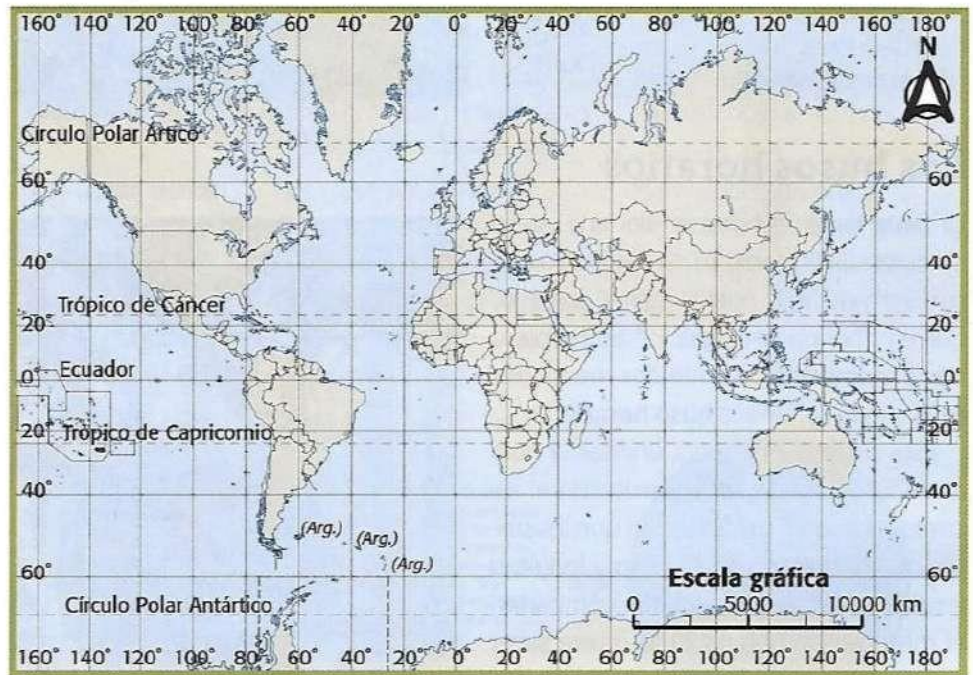 160° 140° 120° 100° 80° 60° 40° 20° 0° 20° 40° 60° 80° 100° 120° 140° 160° 180°
N
Círculo Polar Ártico
60° 60°
40° 40°
Trópico de Cáncer
20° 20°
Ecuador
0° 0°
20° 20°
Trópico de Capricornio
40° 40°
(Arg.) (Arg.)
(Arg.)
60° 60°
Escala gráfica
Círculo Polar Antártico
0 5000 10000 km
160° 140° 120° 100° 80° 60° 40° 20° 0° 20° 40° 60° 80° 100° 120° 140° 160° 180°